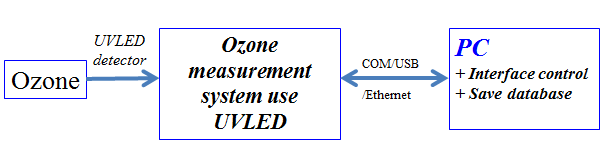 Ozone
UVLED
detector
Ozone
measurement
system use
UVLED
COM/USB
/Ethernet
PC
+ Interface control
+ Save database